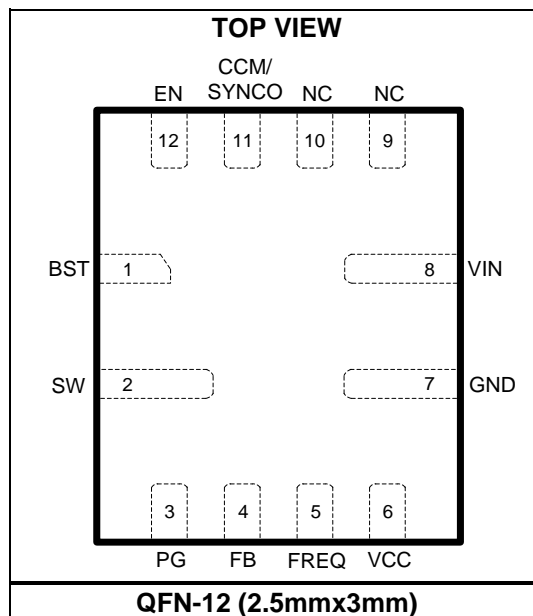 TOP VIEW
CCM/
EN SYNCO NC NC
12 11 10 9
BST 1 8 VIN
SW 2 7 GND
3 4 5 6
PG FB FREQ VCC
QFN-12 (2.5mmx3mm)